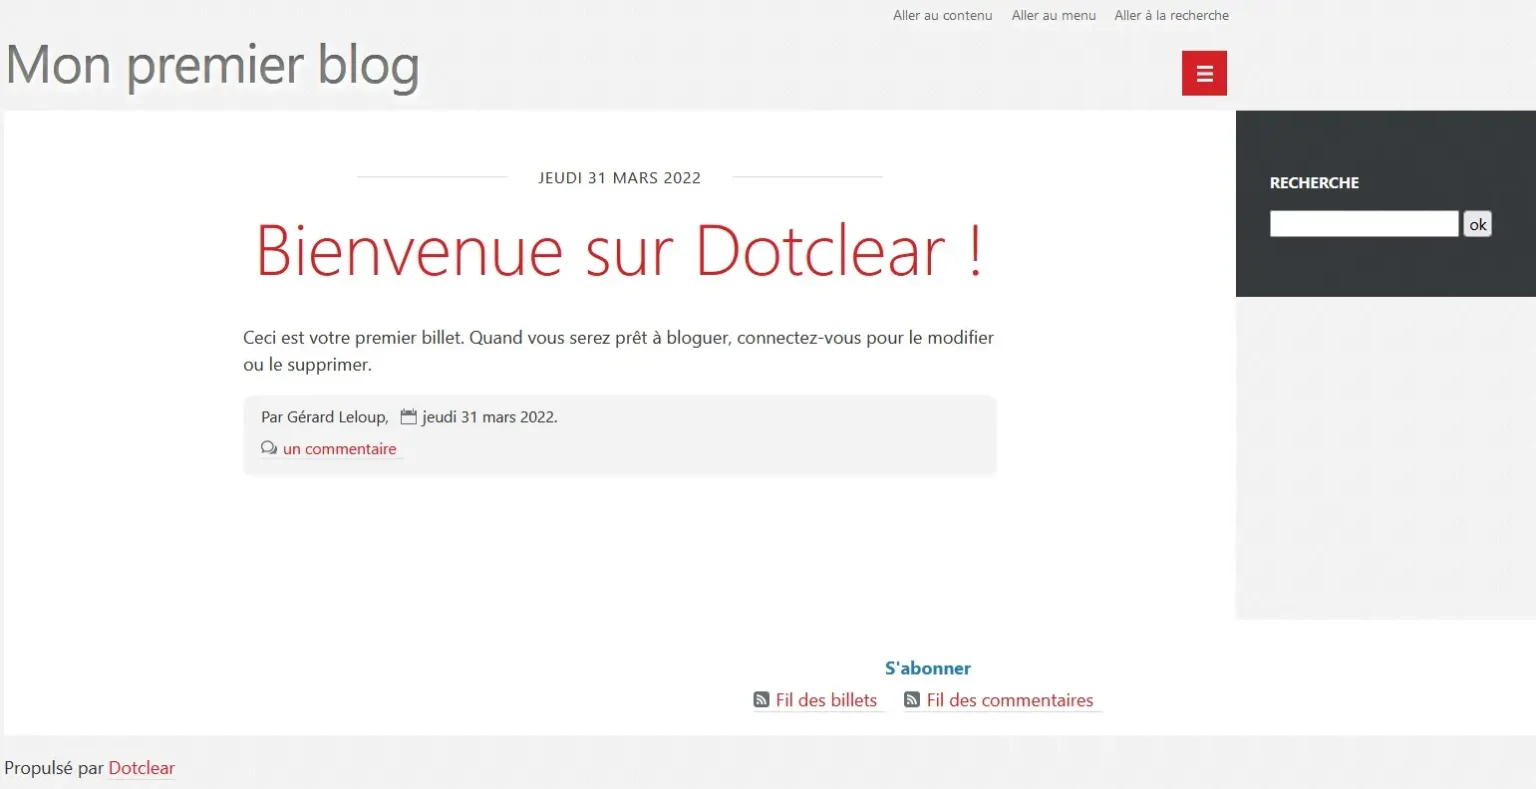 Aller au contenu Aller au menu Aller à la recherche
Mon premier blog
JEUDI 31 MARS 2022
Bienvenue sur Dotclear !
Ceci est votre premier billet. Quand vous serez prêt à bloguer, connectez-vous pour le modifier
ou le supprimer.
Par Gérard Leloup, jeudi 31 mars 2022.
un commentaire
RECHERCHE
ok
S'abonner
Fil des billets Fil des commentaires
Propulsé par Dotclear